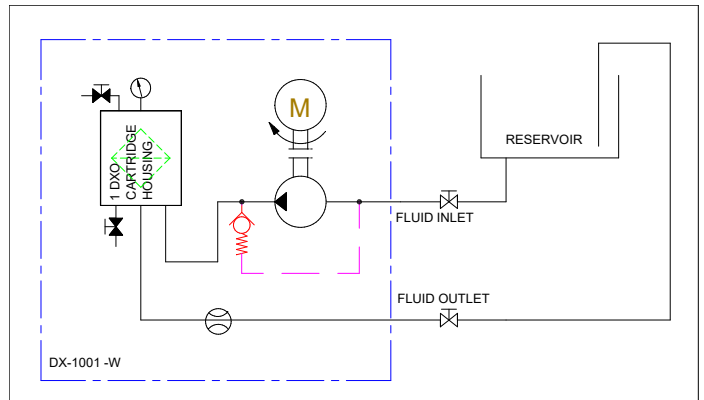 M
RESERVOIR
1 DXO
CARTRIDGE
HOUSING
FLUID INLET
FLUID OUTLET
DX-1001 -W